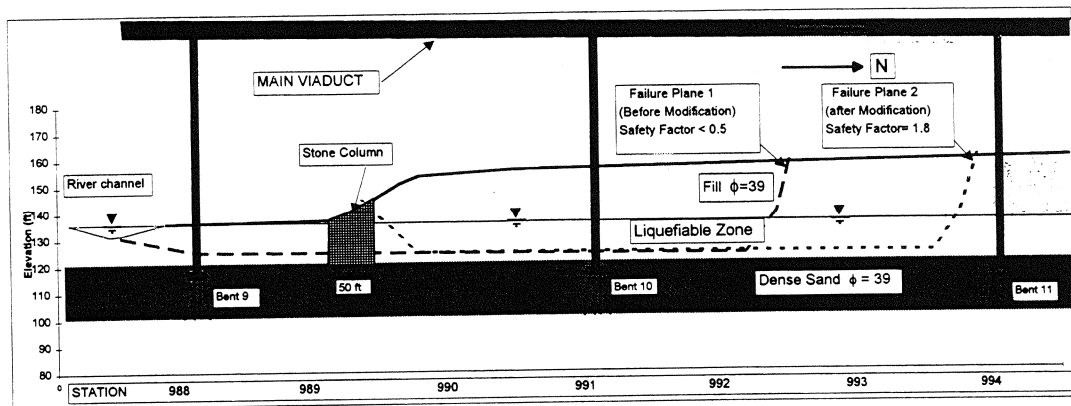 MAIN VIADUCT
N
Failure Plane 1
(Before Modification)
Safety Factor < 0.5
Failure Plane 2
(after Modification)
Safety Factor= 1.8
Stone Column
River channel
Fill ϕ=39
Liquefiable Zone
Elevation (ft)
180
170
160
150
140
130
120
110
100
90
80
Bent 9
50 ft
Bent 10
Dense Sand ϕ = 39
Bent 11
0
STATION 988 989 990 991 992 993 994